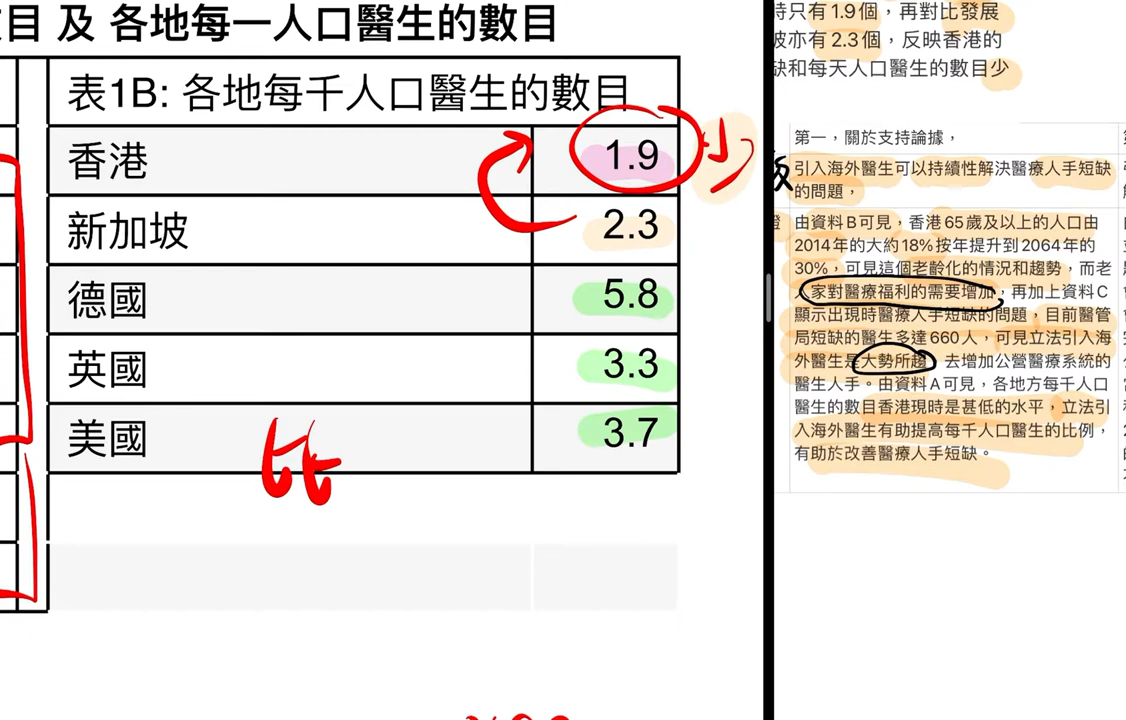 目 及 各地每一人口醫生的數目
表1B: 各地每千人口醫生的數目
香港 1.9 少
新加坡 2.3
德國 5.8
英國 3.3
美國 3.7
比
時只有1.9個，再對比發展
坡亦有2.3個，反映香港的
缺和每天人口醫生的數目少
第一，關於支持論據，
引入海外醫生可以持續性解決醫療人手短缺
的問題，
由資料B可見，香港65歲及以上的人口由
2014年的大約18%按年提升到2064年的
30%，可見這個老齡化的情況和趨勢，而老
人家對醫療福利的需要增加，再加上資料C
顯示出現時醫療人手短缺的問題，目前醫管
局短缺的醫生多達660人，可見立法引入海
外醫生是大勢所趨，去增加公營醫療系統的
醫生人手。由資料A可見，各地方每千人口
醫生的數目香港現時是甚低的水平，立法引
入海外醫生有助提高每千人口醫生的比例，
有助於改善醫療人手短缺。